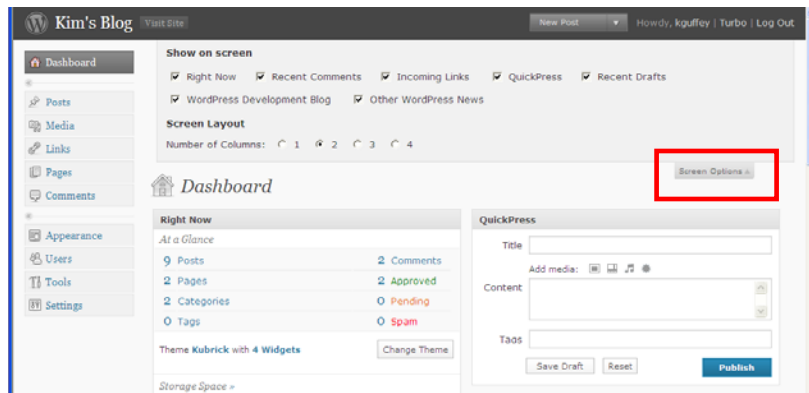 Kim's Blog Visit Site New Post Howdy, kguffey | Turbo | Log Out
Dashboard
Posts
Media
Links
Pages
Comments
Appearance
Users
Tools
Settings
Show on screen
Right Now Recent Comments Incoming Links QuickPress Recent Drafts
WordPress Development Blog Other WordPress News
Screen Layout
Number of Columns: 1 2 3 4
Screen Options
Dashboard
Right Now
At a Glance
9 Posts 2 Comments
2 Pages 2 Approved
2 Categories 0 Pending
0 Tags 0 Spam
Theme Kubrick with 4 Widgets Change Theme
Storage Space »
QuickPress
Title
Add media:
Content
Tags
Save Draft Reset Publish